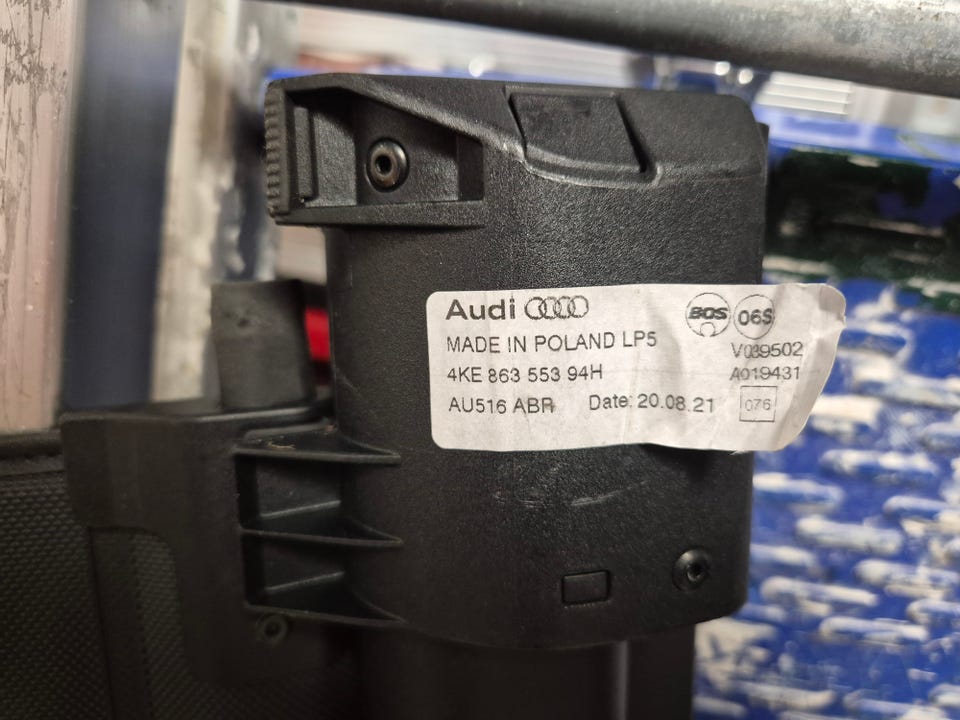 Audi
BOS 06S
MADE IN POLAND LP5
V039502
4KE 863 553 94H
A019431
AU516 ABR Date: 20.08.21
076